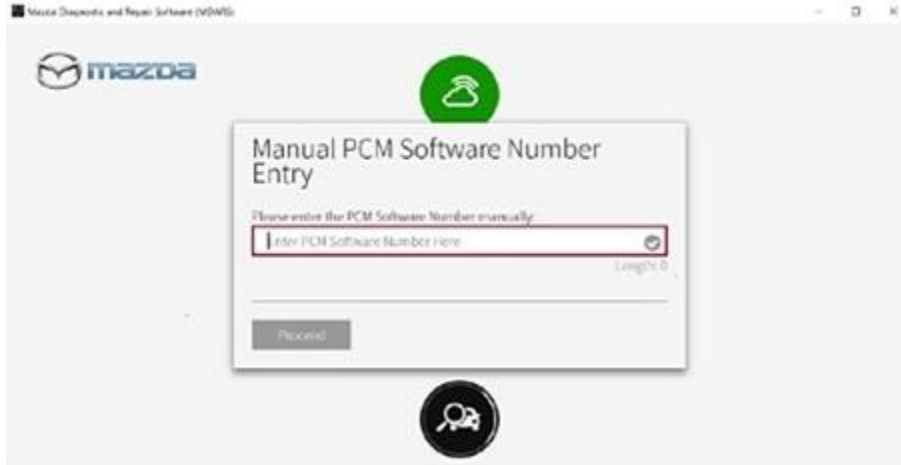 Mazda Diagnostic and Repair Software (MDARS)
mazda
Manual PCM Software Number
Entry
Please enter the PCM Software Number manually:
Enter PCM Software Number Here
Length: 0
Proceed